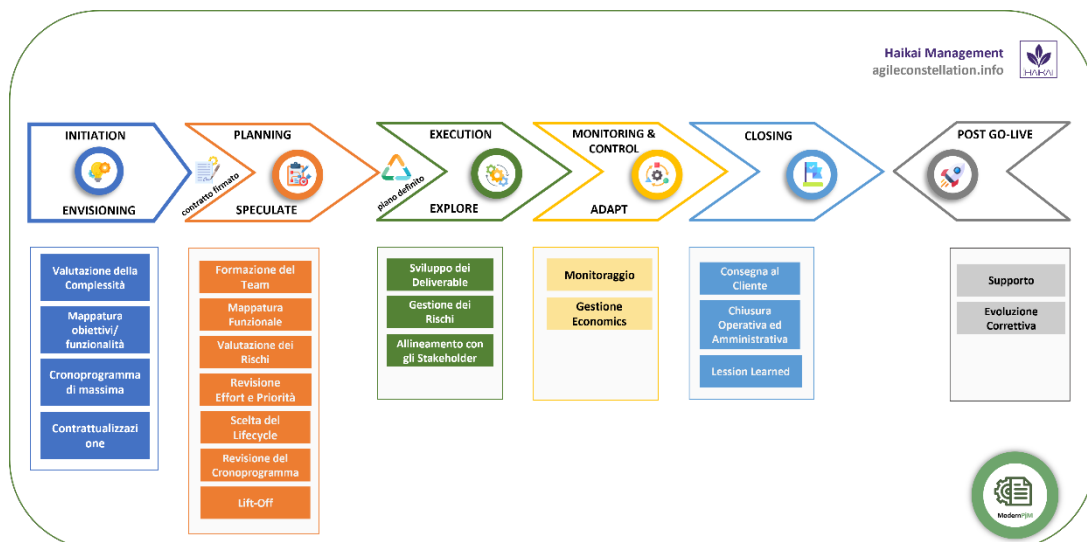 Haikai Management
agileconstellation.info
HAIKAI
INITIATION
ENVISIONING
contratto firmato
PLANNING
SPECULATE
piano definito
EXECUTION
EXPLORE
MONITORING &
CONTROL
ADAPT
CLOSING
POST GO-LIVE
Valutazione della
Complessità
Mappatura
obiettivi/
funzionalità
Cronoprogramma
di massima
Contrattualizzazi
one
Formazione del
Team
Mappatura
Funzionale
Valutazione dei
Rischi
Revisione
Effort e Priorità
Scelta del
Lifecycle
Revisione del
Cronoprogramma
Lift-Off
Sviluppo dei
Deliverable
Gestione dei
Rischi
Allineamento con
gli Stakeholder
Monitoraggio
Gestione
Economics
Consegna al
Cliente
Chiusura
Operativa ed
Amministrativa
Lession Learned
Supporto
Evoluzione
Correttiva
ModernPjM